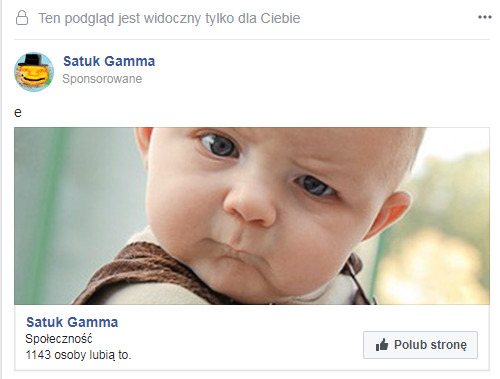 Ten podgląd jest widoczny tylko dla Ciebie
Satuk Gamma
Sponsorowane
e
Satuk Gamma
Społeczność
1143 osoby lubią to.
Polub stronę